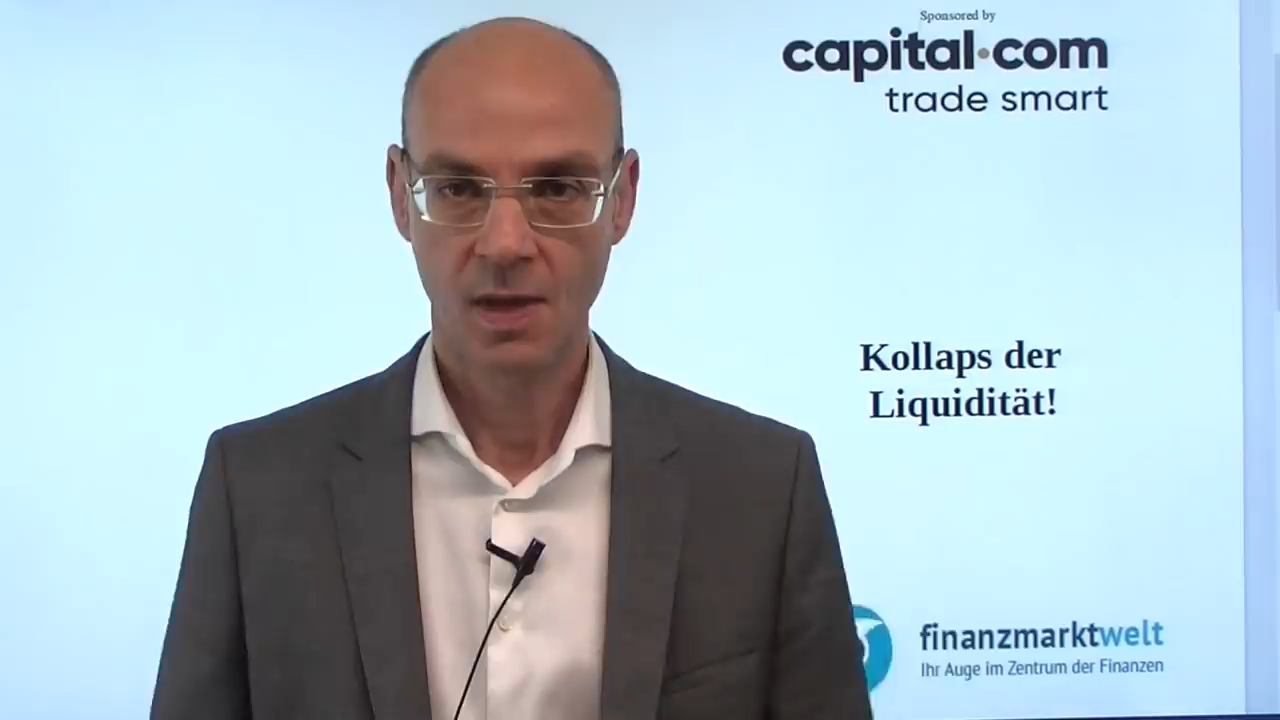 Sponsored by
capital.com
trade smart
Kollaps der
Liquidität!
finanzmarktwelt
Ihr Auge im Zentrum der Finanzen